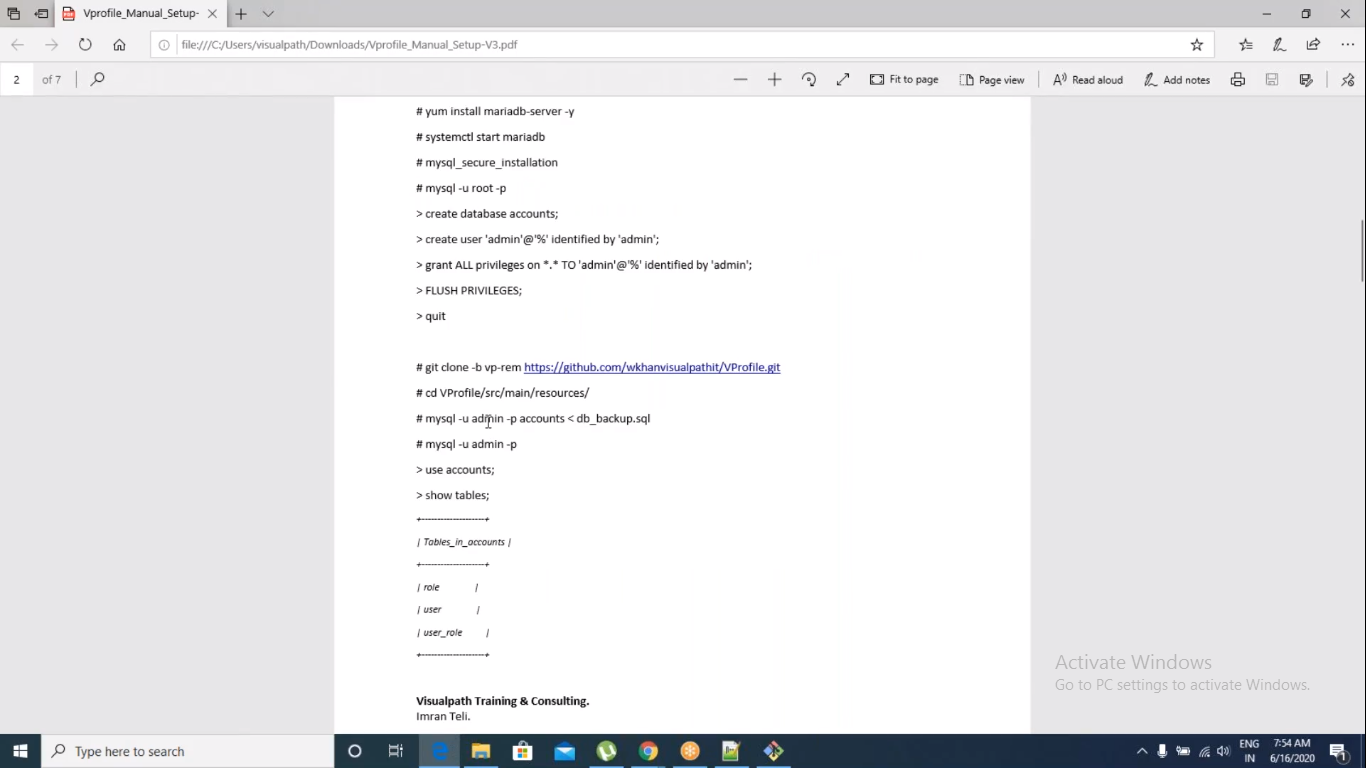 Vprofile_Manual_Setup-
file:///C:/Users/visualpath/Downloads/Vprofile_Manual_Setup-V3.pdf
2 of 7
Fit to page
Page view
Read aloud
Add notes
# yum install mariadb-server -y
# systemctl start mariadb
# mysql_secure_installation
# mysql -u root -p
> create database accounts;
> create user 'admin'@'%' identified by 'admin';
> grant ALL privileges on *.* TO 'admin'@'%' identified by 'admin';
> FLUSH PRIVILEGES;
> quit
# git clone -b vp-rem https://github.com/wkhanvisualpathit/VProfile.git
# cd VProfile/src/main/resources/
# mysql -u admin -p accounts < db_backup.sql
# mysql -u admin -p
> use accounts;
> show tables;
+--------------------+
| Tables_in_accounts |
+--------------------+
| role |
| user |
| user_role |
+--------------------+
Visualpath Training & Consulting.
Imran Teli.
Activate Windows
Go to PC settings to activate Windows.
Type here to search
ENG
IN
7:54 AM
6/16/2020
1